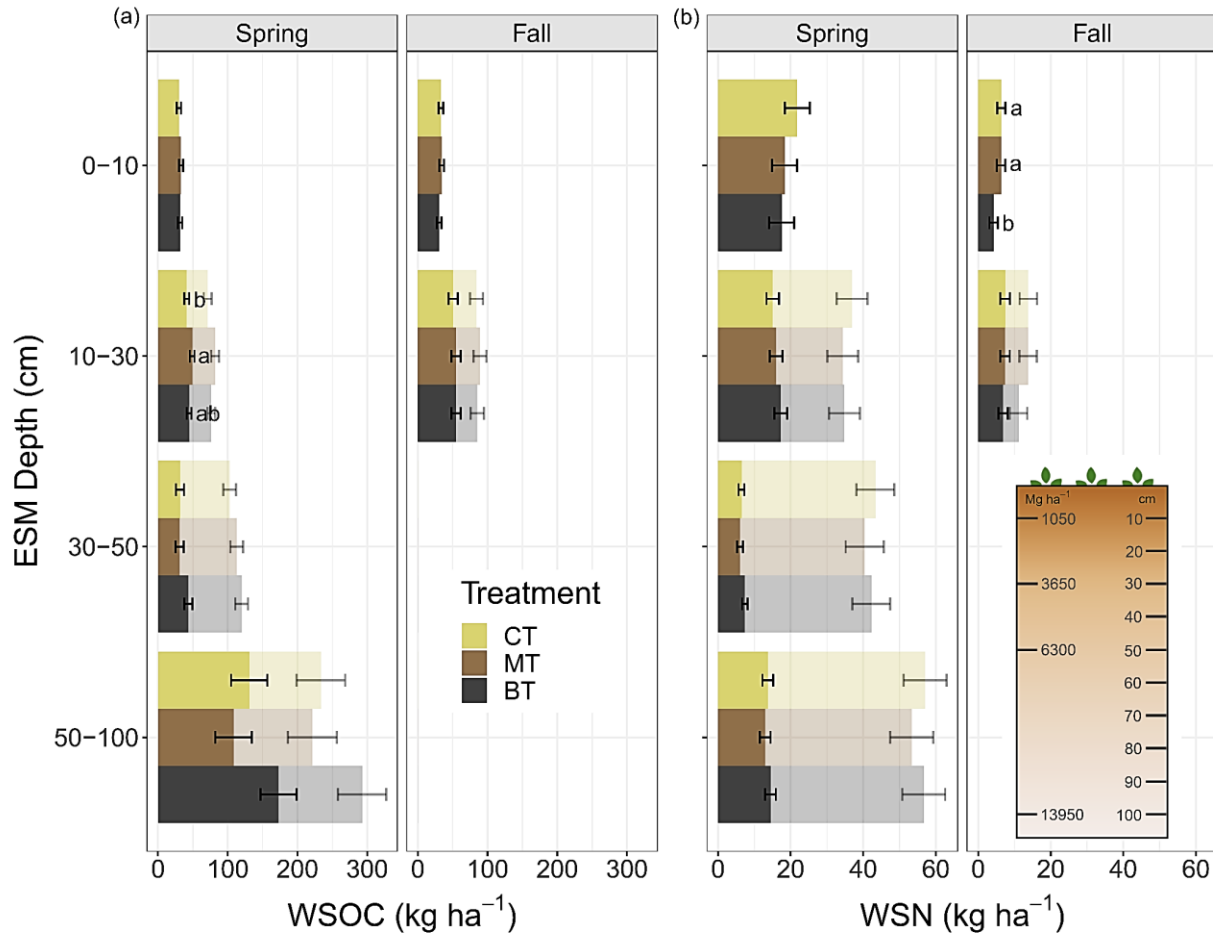 (a)
Spring
Fall
(b)
Spring
Fall
ESM Depth (cm)
0−10
10−30
30−50
50−100
b
a
ab
a
a
b
Treatment
CT
MT
BT
Mg ha⁻¹
cm
1050
3650
6300
13950
10
20
30
40
50
60
70
80
90
100
0 100 200 300
0 100 200 300
0 20 40 60
0 20 40 60
WSOC (kg ha⁻¹)
WSN (kg ha⁻¹)